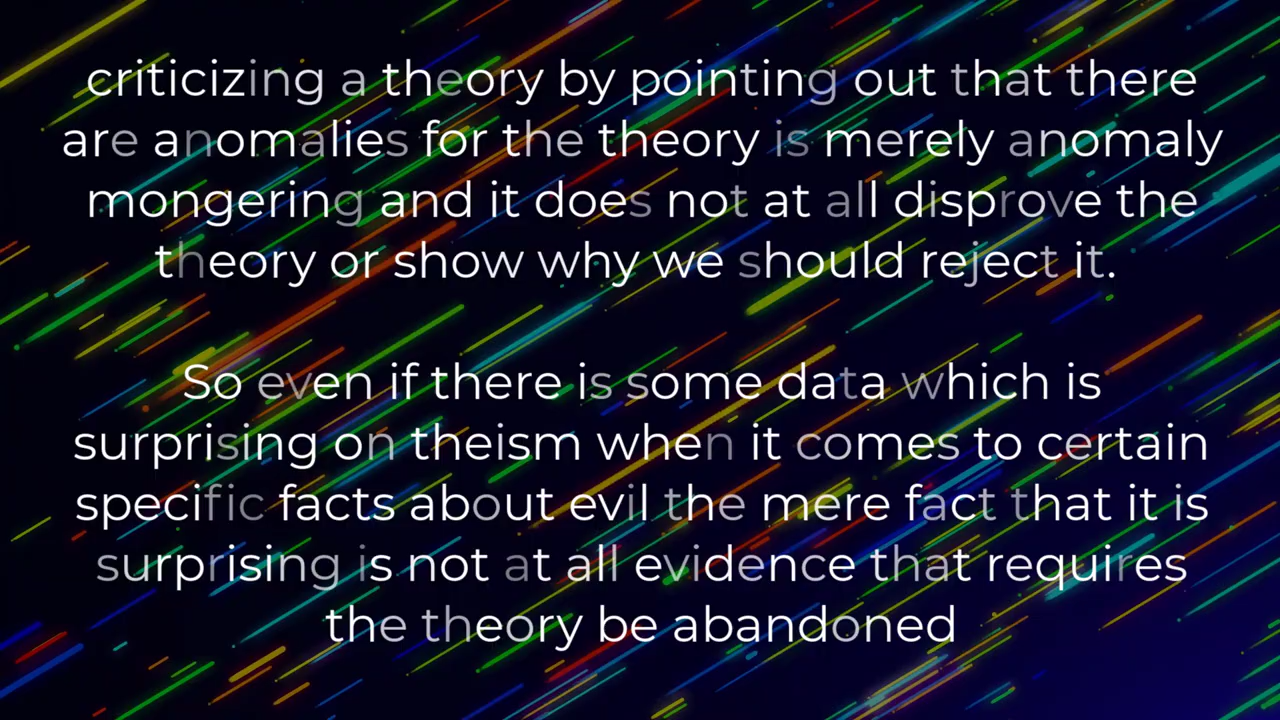 criticizing a theory by pointing out that there
are anomalies for the theory is merely anomaly
mongering and it does not at all disprove the
theory or show why we should reject it.
So even if there is some data which is
surprising on theism when it comes to certain
specific facts about evil the mere fact that it is
surprising is not at all evidence that requires
the theory be abandoned